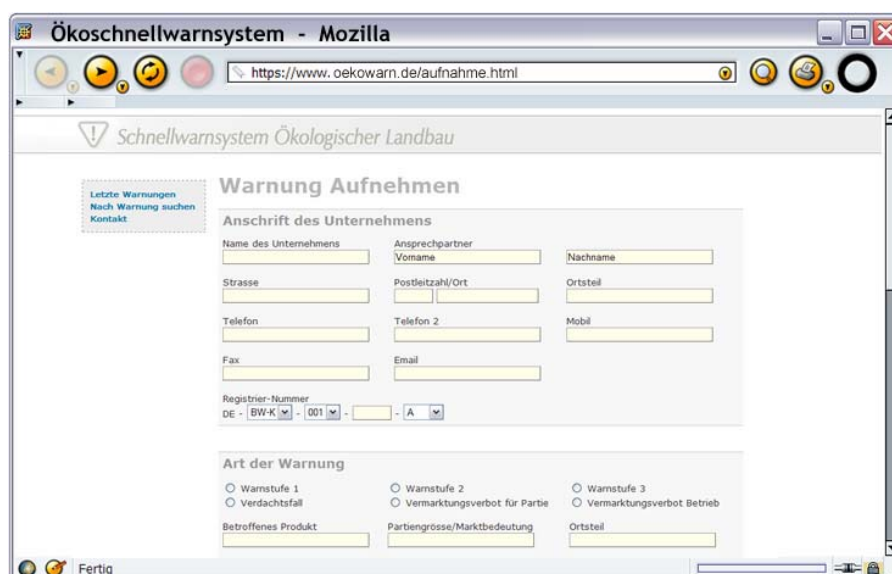 Ökoschnellwarnsystem - Mozilla
https://www.oekowarn.de/aufnahme.html
Schnellwarnsystem Ökologischer Landbau
Letzte Warnungen
Nach Warnung suchen
Kontakt
Warnung Aufnehmen
Anschrift des Unternehmens
Name des Unternehmens Ansprechpartner
Vorname Nachname
Strasse Postleitzahl/Ort Ortsteil
Telefon Telefon 2 Mobil
Fax Email
Registrier-Nummer
DE - BW-K - 001 - - A
Art der Warnung
Warnstufe 1 Warnstufe 2 Warnstufe 3
Verdachtsfall Vermarktungsverbot für Partie Vermarktungsverbot Betrieb
Betroffenes Produkt Partiengrösse/Marktbedeutung Ortsteil
Fertig